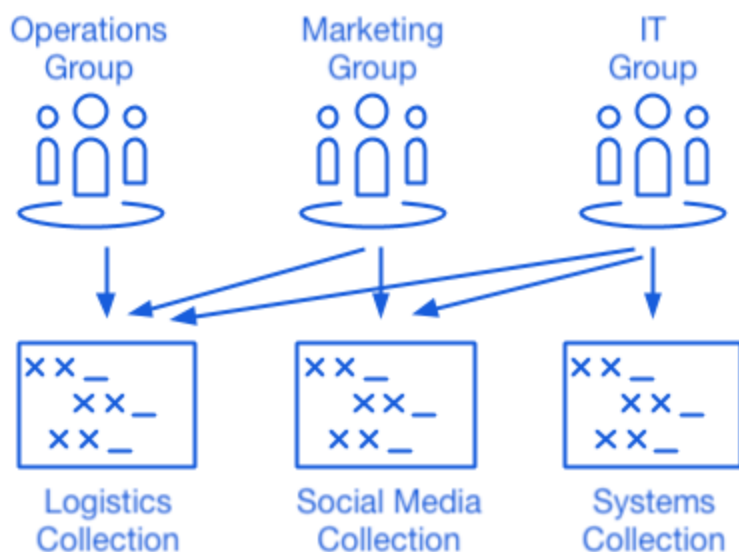 Operations
Group
Marketing
Group
IT
Group
Logistics
Collection
Social Media
Collection
Systems
Collection